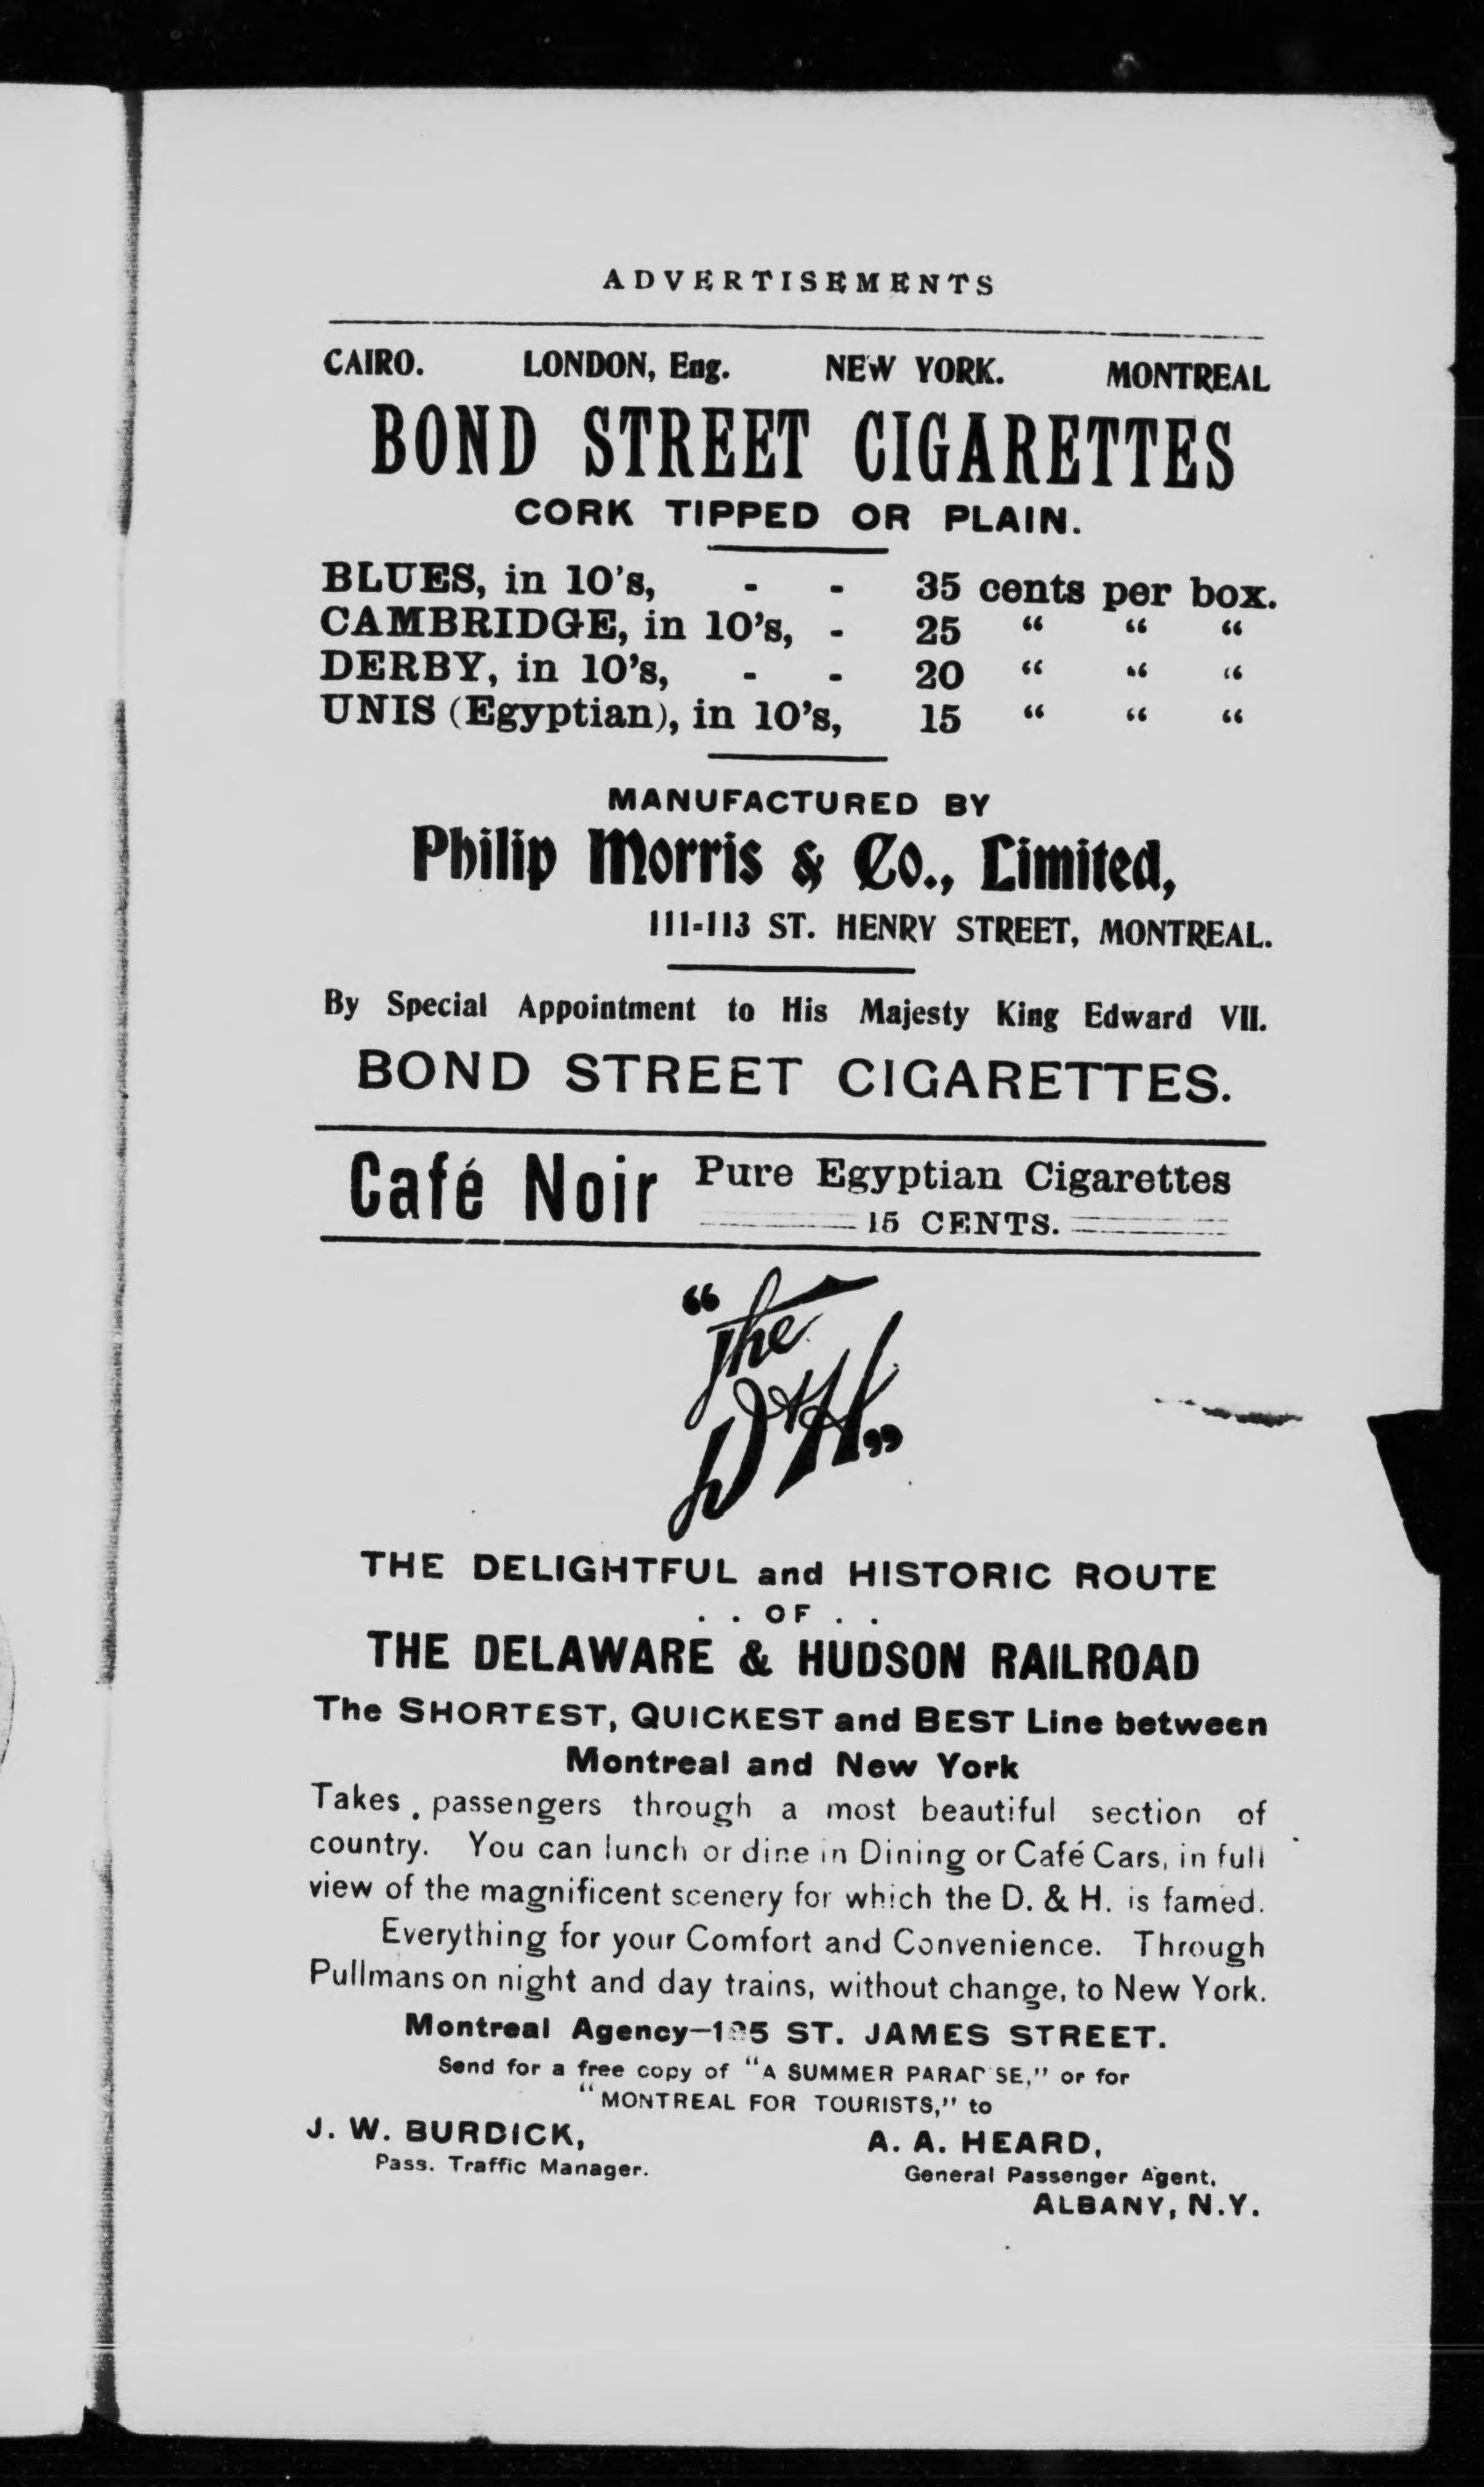 ADVERTISEMENTS
CAIRO. LONDON, Eng. NEW YORK. MONTREAL
BOND STREET CIGARETTES
CORK TIPPED OR PLAIN.
BLUES, in 10's, - - 35 cents per box.
CAMBRIDGE, in 10's, - 25 “ “ “
DERBY, in 10's, - - 20 “ “ “
UNIS (Egyptian), in 10's, 15 “ “ “
MANUFACTURED BY
Philip Morris & Co., Limited,
111-113 ST. HENRY STREET, MONTREAL.
By Special Appointment to His Majesty King Edward VII.
BOND STREET CIGARETTES.
Café Noir Pure Egyptian Cigarettes
15 CENTS.
“The
D & H.”
THE DELIGHTFUL and HISTORIC ROUTE
. . OF . .
THE DELAWARE & HUDSON RAILROAD
The SHORTEST, QUICKEST and BEST Line between
Montreal and New York
Takes passengers through a most beautiful section of
country. You can lunch or dine in Dining or Café Cars, in full
view of the magnificent scenery for which the D. & H. is famed.
Everything for your Comfort and Convenience. Through
Pullmans on night and day trains, without change, to New York.
Montreal Agency— ST. JAMES STREET.
Send for a free copy of “A SUMMER PARADISE,” or for
“MONTREAL FOR TOURISTS,” to
J. W. BURDICK,
Pass. Traffic Manager.
A. A. HEARD,
General Passenger Agent,
ALBANY, N.Y.